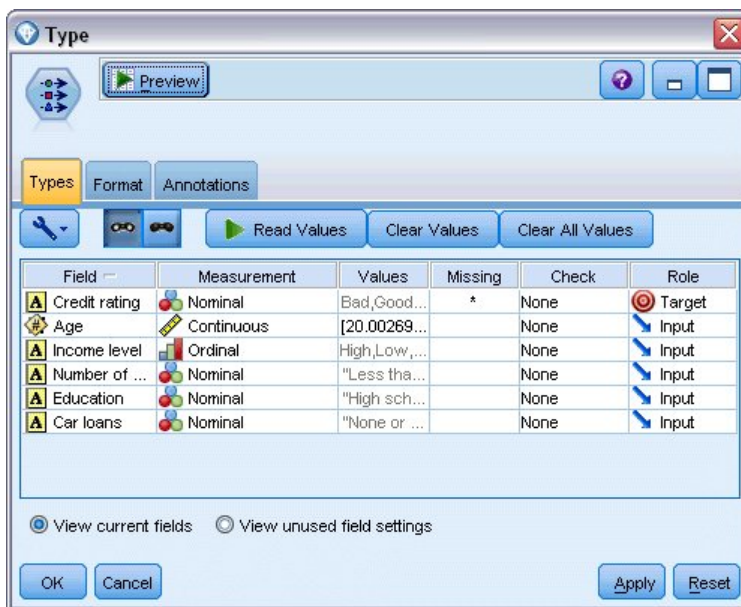 Type
Preview
Types Format Annotations
Read Values Clear Values Clear All Values
Field Measurement Values Missing Check Role
A Credit rating Nominal Bad,Good... * None Target
# Age Continuous [20.00269... None Input
A Income level Ordinal High,Low,... None Input
A Number of ... Nominal "Less tha... None Input
A Education Nominal "High sch... None Input
A Car loans Nominal "None or ... None Input
View current fields View unused field settings
OK Cancel Apply Reset